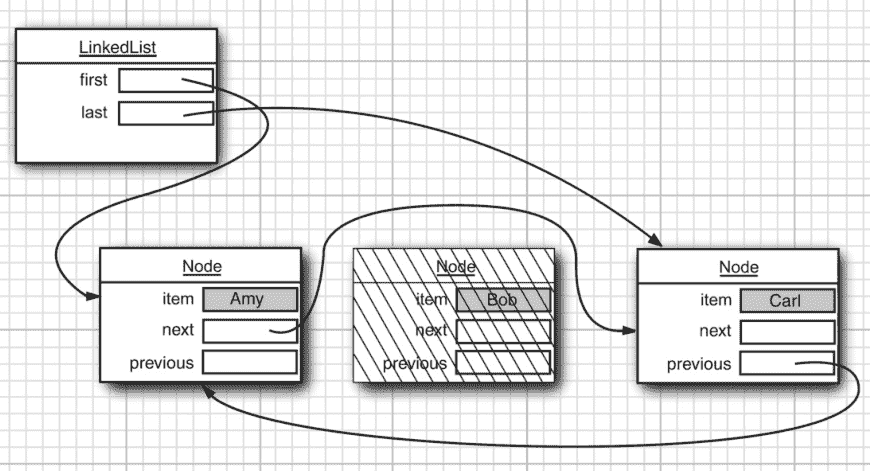 LinkedList
first
last
Node
item Amy
next
previous
Node
item Bob
next
previous
Node
item Carl
next
previous